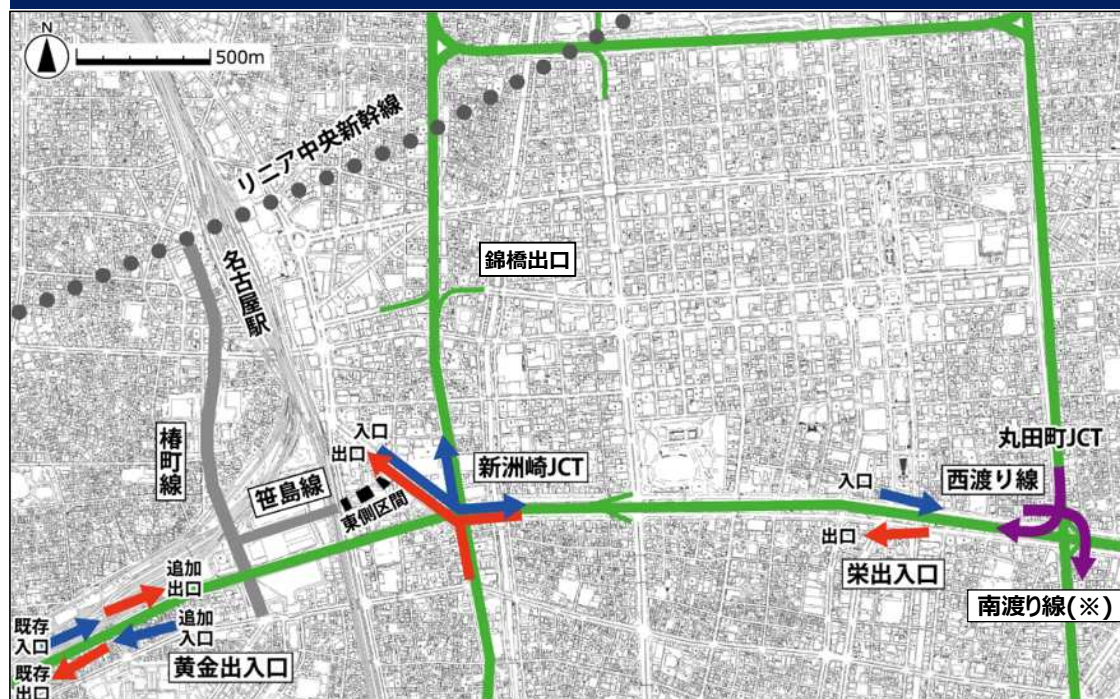 N
500m
リニア中央新幹線
名古屋駅
錦橋出口
椿町線
笹島線
東側区間
入口
出口
新洲崎JCT
丸田町JCT
西渡り線
入口
出口
栄出入口
南渡り線(※)
追加
出口
既存
入口
追加
入口
既存
出口
黄金出入口